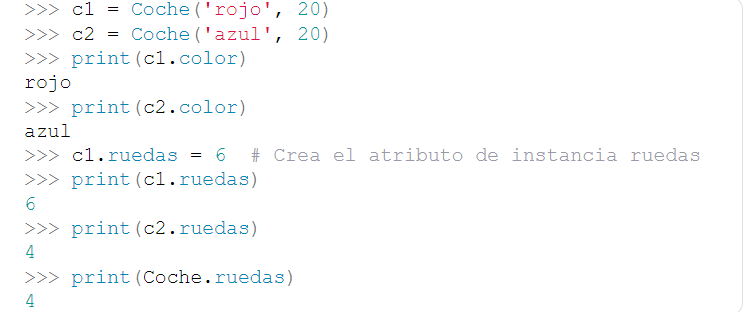 >>> c1 = Coche('rojo', 20)
>>> c2 = Coche('azul', 20)
>>> print(c1.color)
rojo
>>> print(c2.color)
azul
>>> c1.ruedas = 6  # Crea el atributo de instancia ruedas
>>> print(c1.ruedas)
6
>>> print(c2.ruedas)
4
>>> print(Coche.ruedas)
4